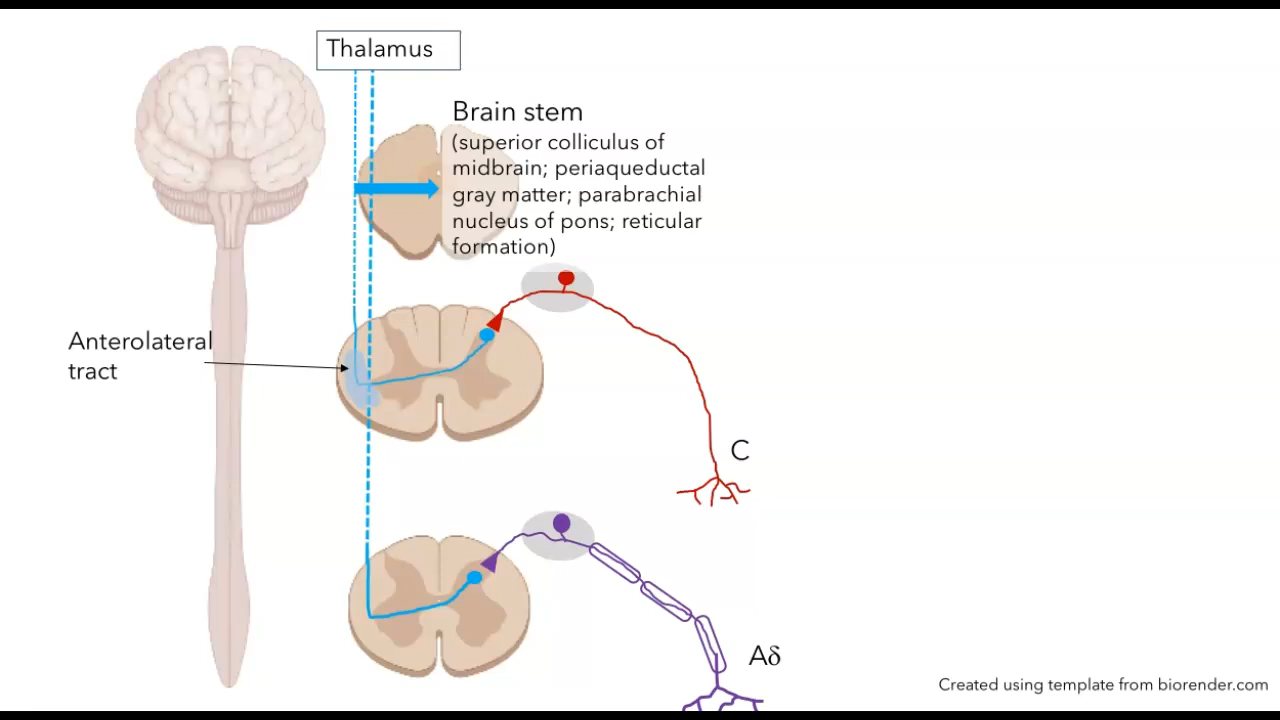 Thalamus
Brain stem
(superior colliculus of
midbrain; periaqueductal
gray matter; parabrachial
nucleus of pons; reticular
formation)
Anterolateral
tract
C
Aδ
Created using template from biorender.com